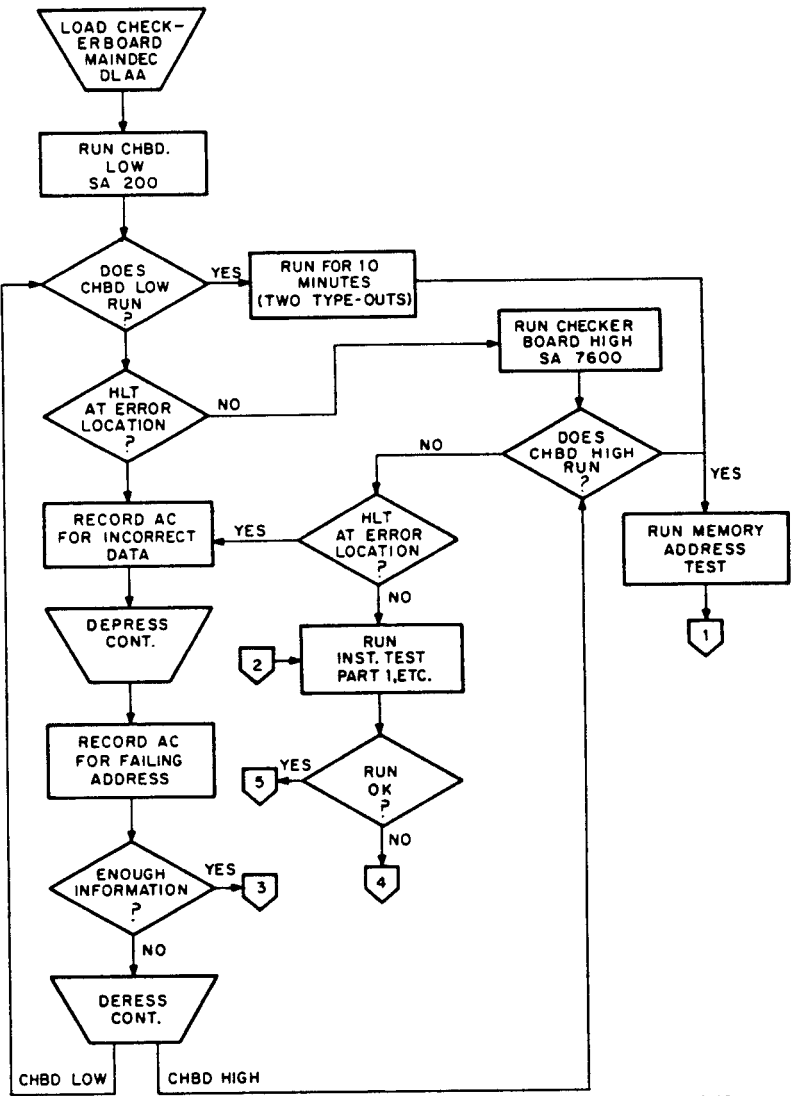 LOAD CHECK-
ERBOARD
MAINDEC
DLAA
RUN CHBD.
LOW
SA 200
DOES
CHBD LOW
RUN
?
YES
RUN FOR 10
MINUTES
(TWO TYPE-OUTS)
RUN CHECKER
BOARD HIGH
SA 7600
HLT
AT ERROR
LOCATION
?
NO
DOES
CHBD HIGH
RUN
?
NO
YES
RECORD AC
FOR INCORRECT
DATA
YES
HLT
AT ERROR
LOCATION
?
NO
RUN MEMORY
ADDRESS
TEST
1
DEPRESS
CONT.
2
RUN
INST. TEST
PART 1, ETC.
RECORD AC
FOR FAILING
ADDRESS
5
YES
RUN
OK
?
NO
4
ENOUGH
INFORMATION
?
YES
3
NO
DERESS
CONT.
CHBD LOW
CHBD HIGH